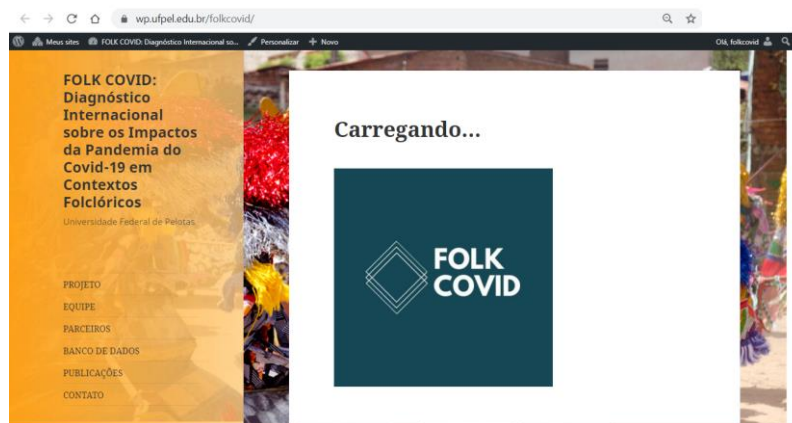 wp.ufpel.edu.br/folkcovid/
Meus sites FOLK COVID: Diagnóstico Internacional so... Personalizar Novo Olá, folkcovid
FOLK COVID:
Diagnóstico
Internacional
sobre os Impactos
da Pandemia do
Covid-19 em
Contextos
Folclóricos
Universidade Federal de Pelotas
PROJETO
EQUIPE
PARCEIROS
BANCO DE DADOS
PUBLICAÇÕES
CONTATO
Carregando...
FOLK
COVID